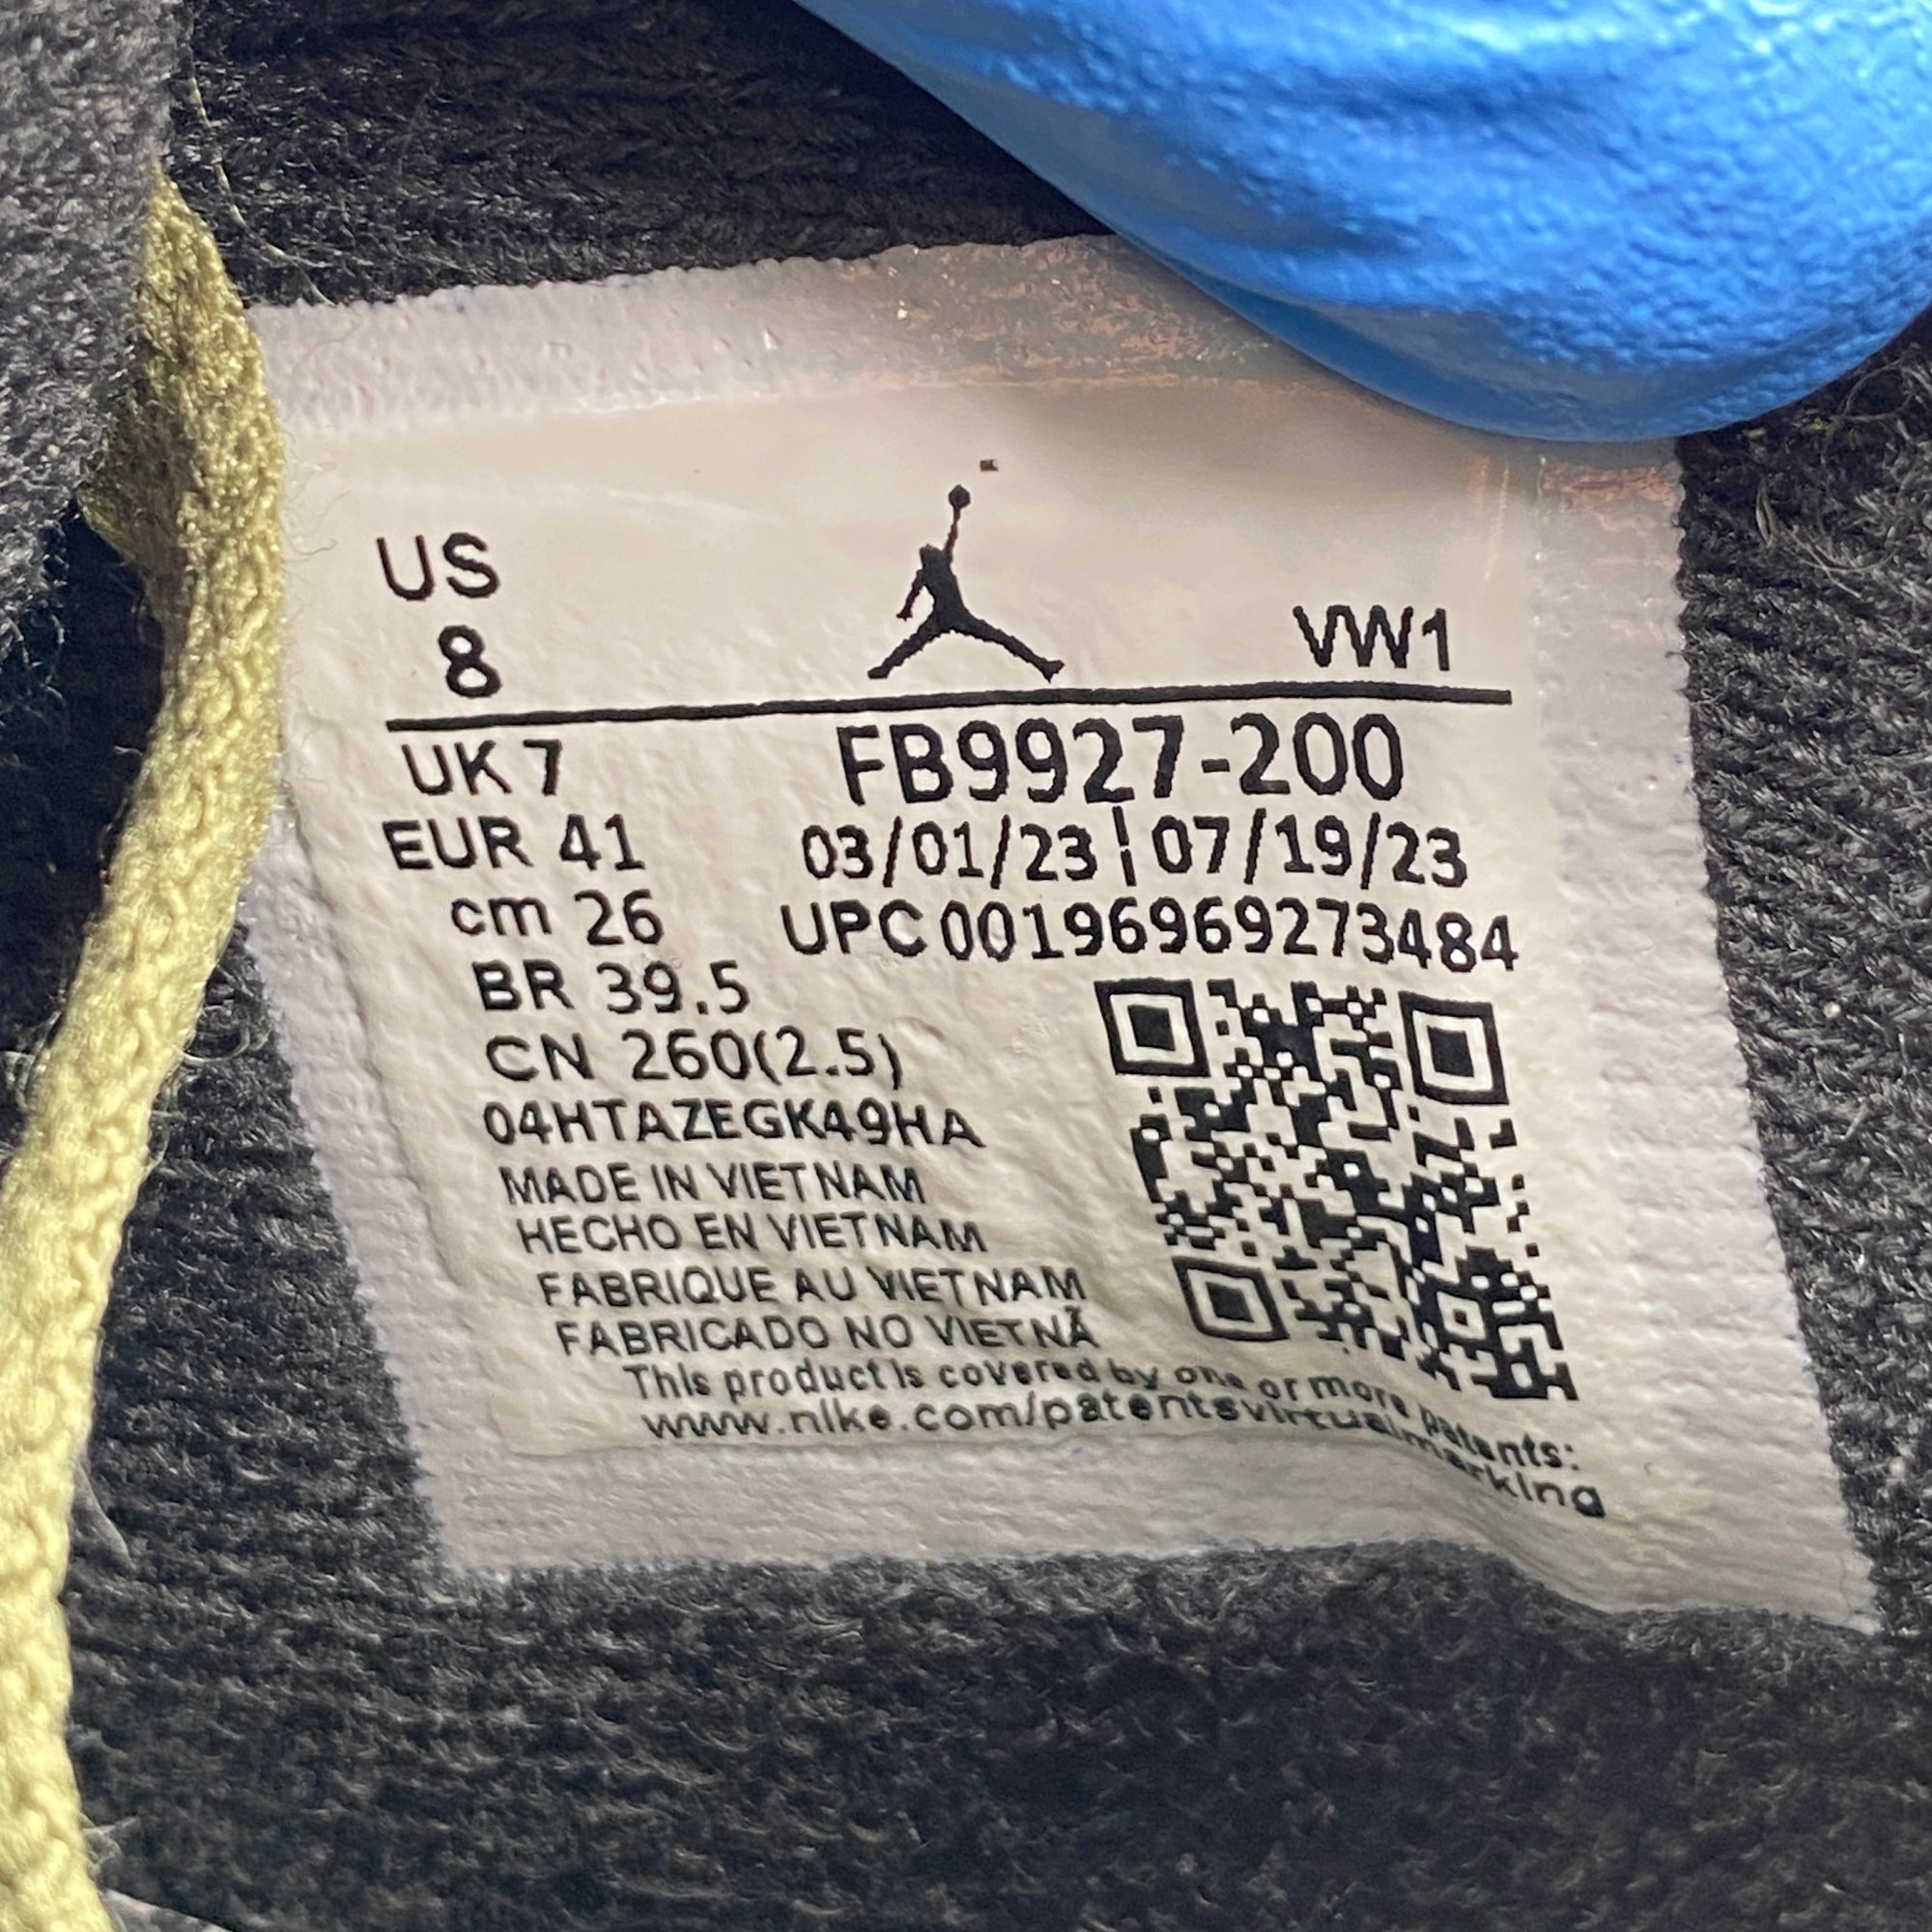 US
8
VW1
UK 7
FB9927-200
EUR 41
03/01/23 | 07/19/23
cm 26
UPC 00196969273484
BR 39.5
CN 260(2.5)
04HTAZEGK49HA
MADE IN VIETNAM
HECHO EN VIETNAM
FABRIQUE AU VIETNAM
FABRICADO NO VIETNÃ
This product is covered by one or more patents:
www.nike.com/patentsvirtualmarking